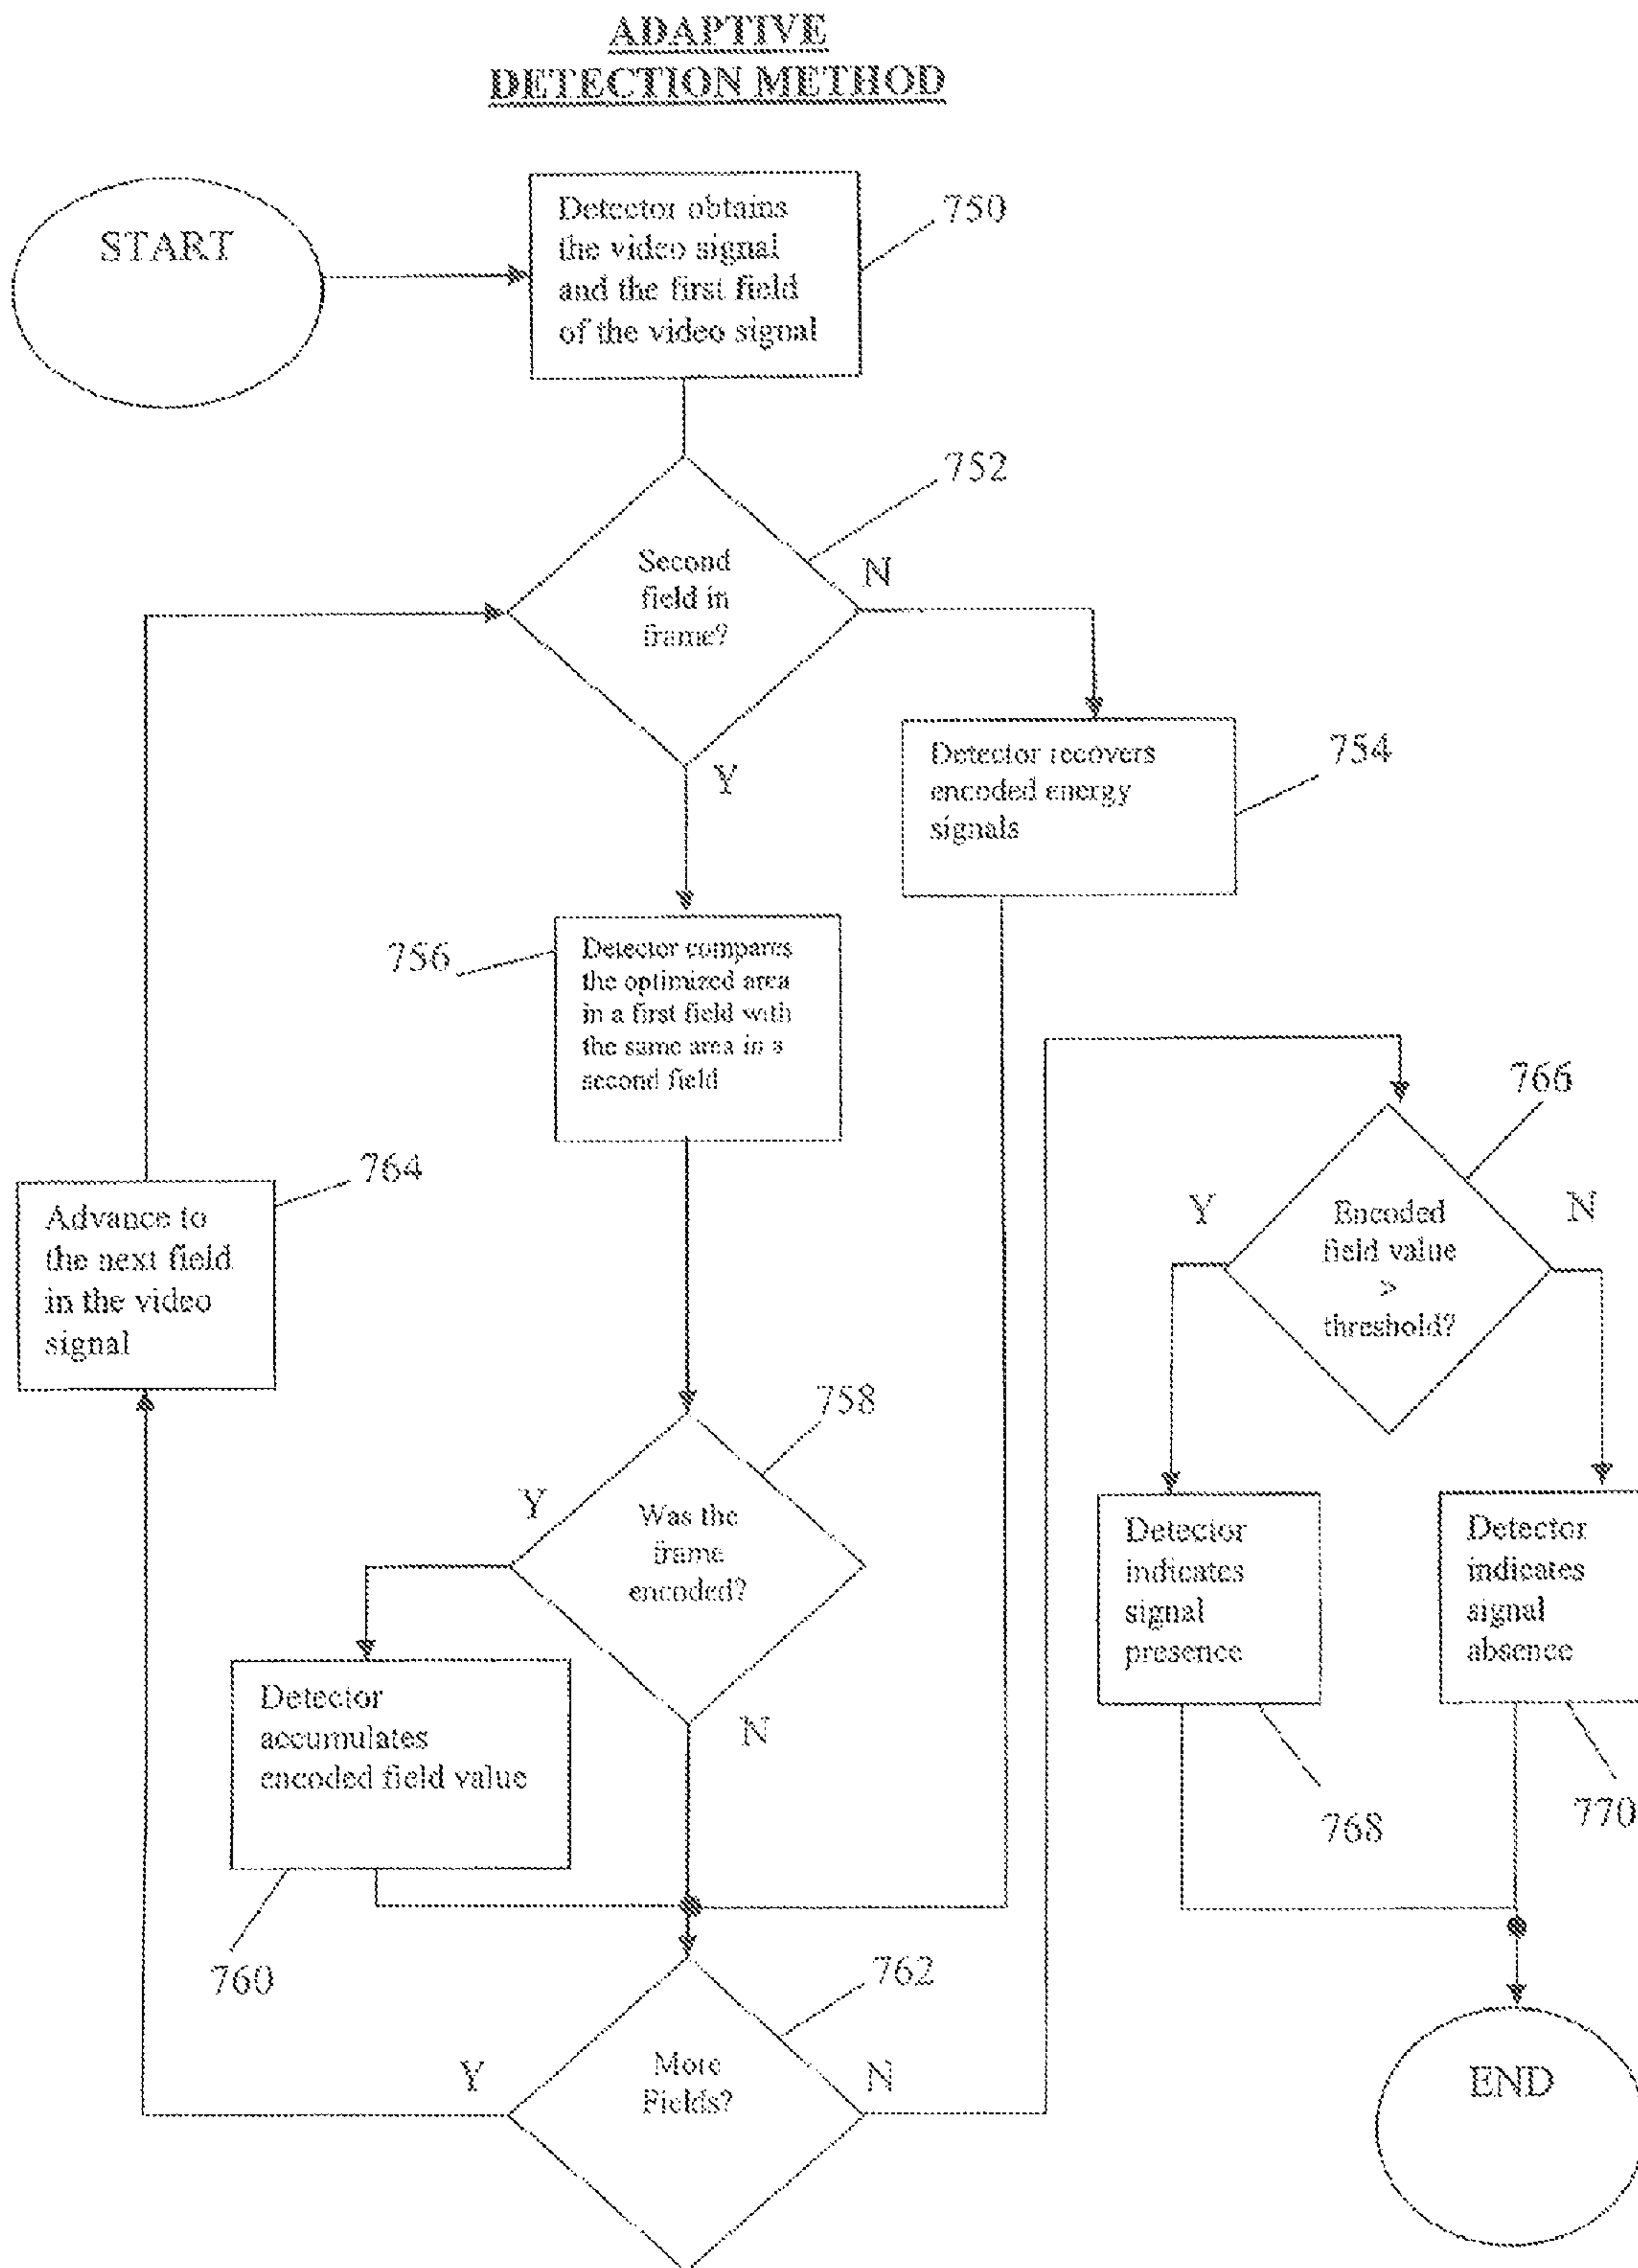 ADAPTIVE
DETECTION METHOD
START
Detector obtains
the video signal
and the first field
of the video signal
750
752
Second
field in
frame?
N
Y
Detector recovers
encoded energy
signals
754
756
Detector compares
the optimized area
in a first field with
the same area in a
second field
764
Advance to
the next field
in the video
signal
766
Y
N
Encoded
field value
>
threshold?
758
Y
Was the
frame
encoded?
N
Detector
accumulates
encoded field value
760
Detector
indicates
signal
presence
768
Detector
indicates
signal
absence
770
762
Y
More
Fields?
N
END